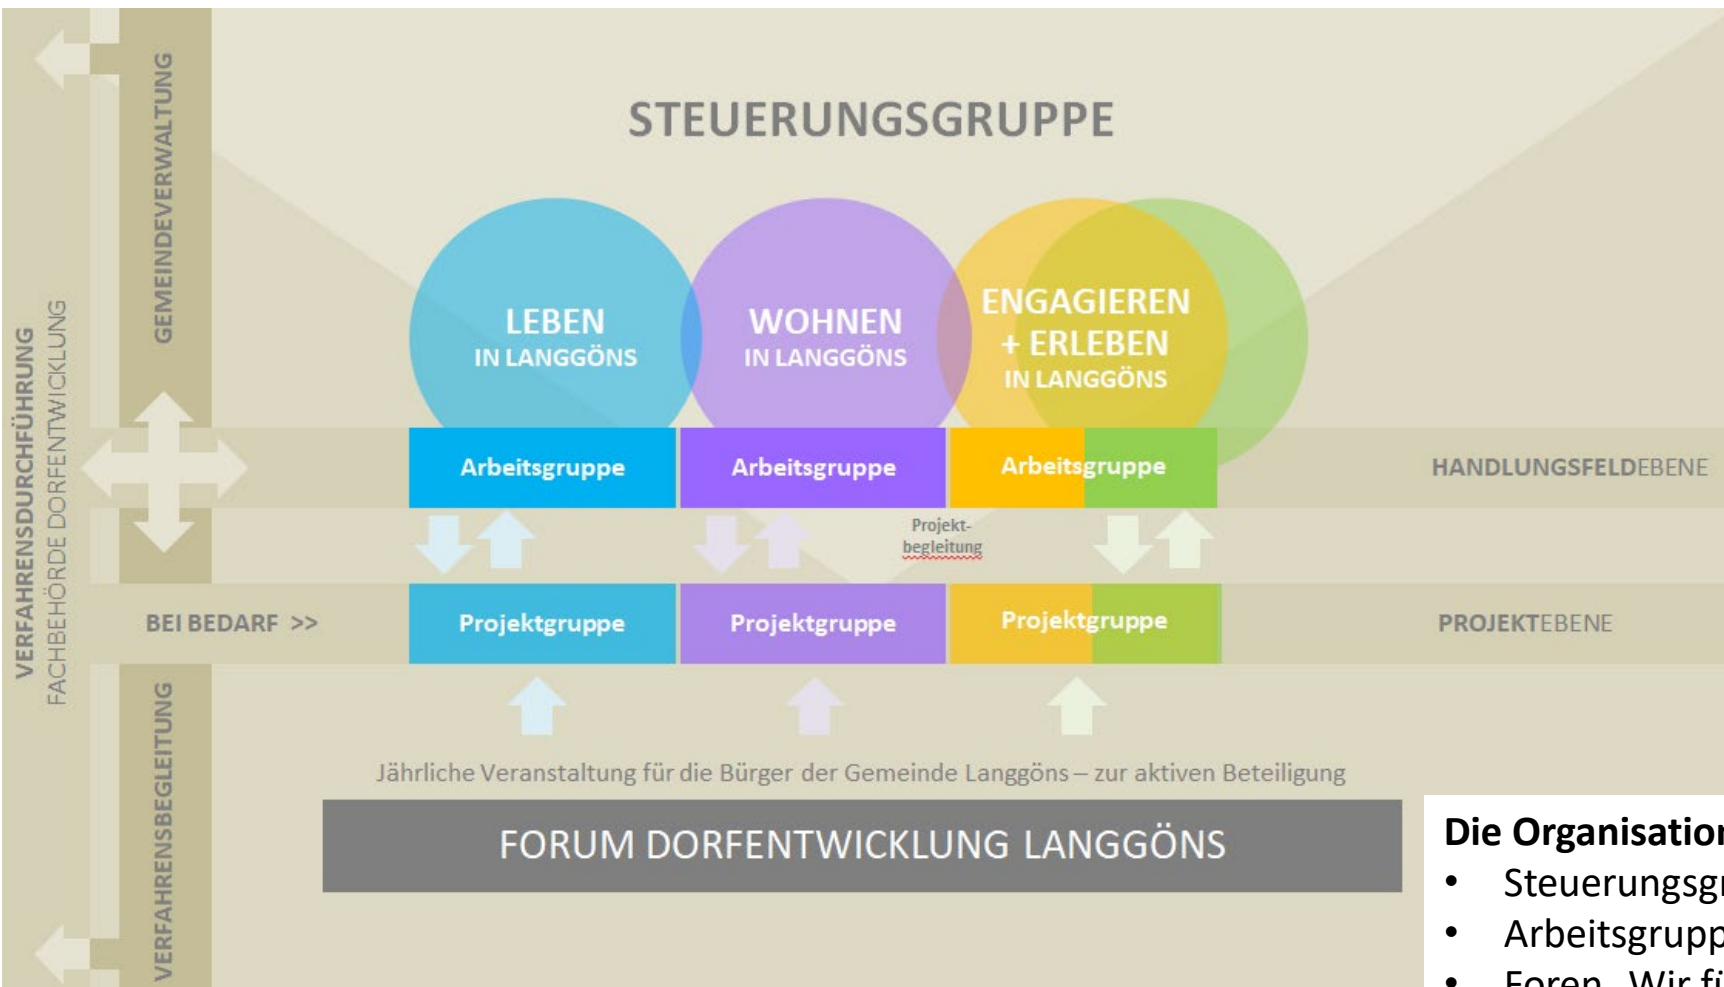 VERFAHRENSDURCHFÜHRUNG
FACHBEHÖRDE DORFENTWICKLUNG
GEMEINDEVERWALTUNG
VERFAHRENSBEGLEITUNG
STEUERUNGSGRUPPE
LEBEN
IN LANGGÖNS
WOHNEN
IN LANGGÖNS
ENGAGIEREN
+ ERLEBEN
IN LANGGÖNS
Arbeitsgruppe
Arbeitsgruppe
Arbeitsgruppe
HANDLUNGSFELDEBENE
Projekt-
begleitung
BEI BEDARF >>
Projektgruppe
Projektgruppe
Projektgruppe
PROJEKTEBENE
Jährliche Veranstaltung für die Bürger der Gemeinde Langgöns – zur aktiven Beteiligung
FORUM DORFENTWICKLUNG LANGGÖNS
Die
•
•
• Wir